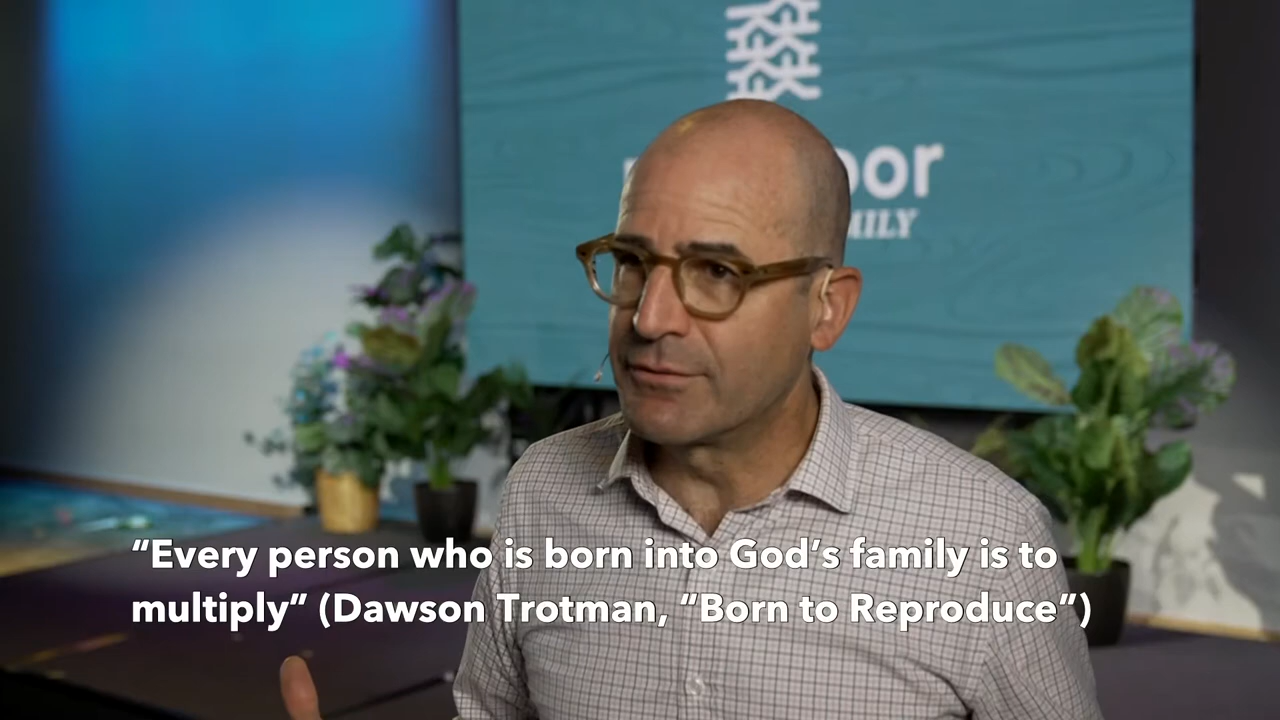 “Every person who is born into God’s family is to
multiply” (Dawson Trotman, “Born to Reproduce”)